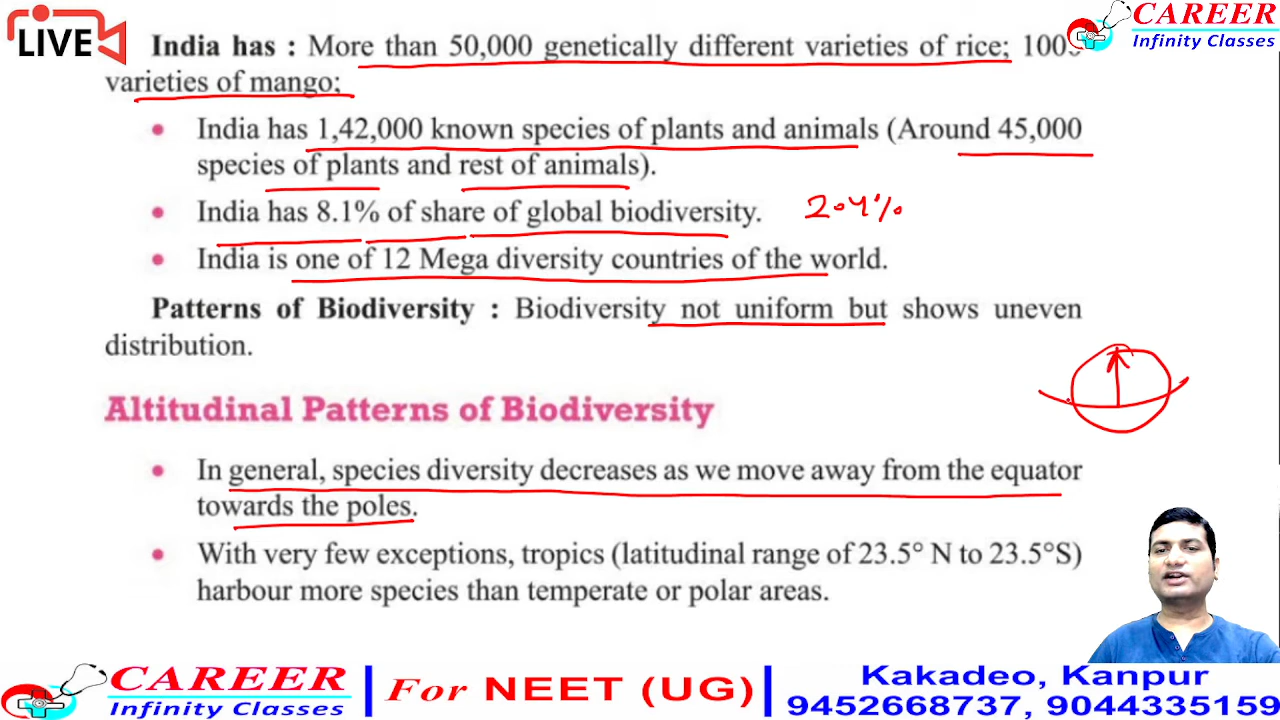 LIVE
CAREER
Infinity Classes
India has : More than 50,000 genetically different varieties of rice; 1000
varieties of mango;
• India has 1,42,000 known species of plants and animals (Around 45,000
species of plants and rest of animals).
• India has 8.1% of share of global biodiversity. 2.4%
• India is one of 12 Mega diversity countries of the world.
Patterns of Biodiversity : Biodiversity not uniform but shows uneven
distribution.
Altitudinal Patterns of Biodiversity
• In general, species diversity decreases as we move away from the equator
towards the poles.
• With very few exceptions, tropics (latitudinal range of 23.5° N to 23.5°S)
harbour more species than temperate or polar areas.
CAREER
Infinity Classes
For NEET (UG)
Kakadeo, Kanpur
9452668737, 9044335159